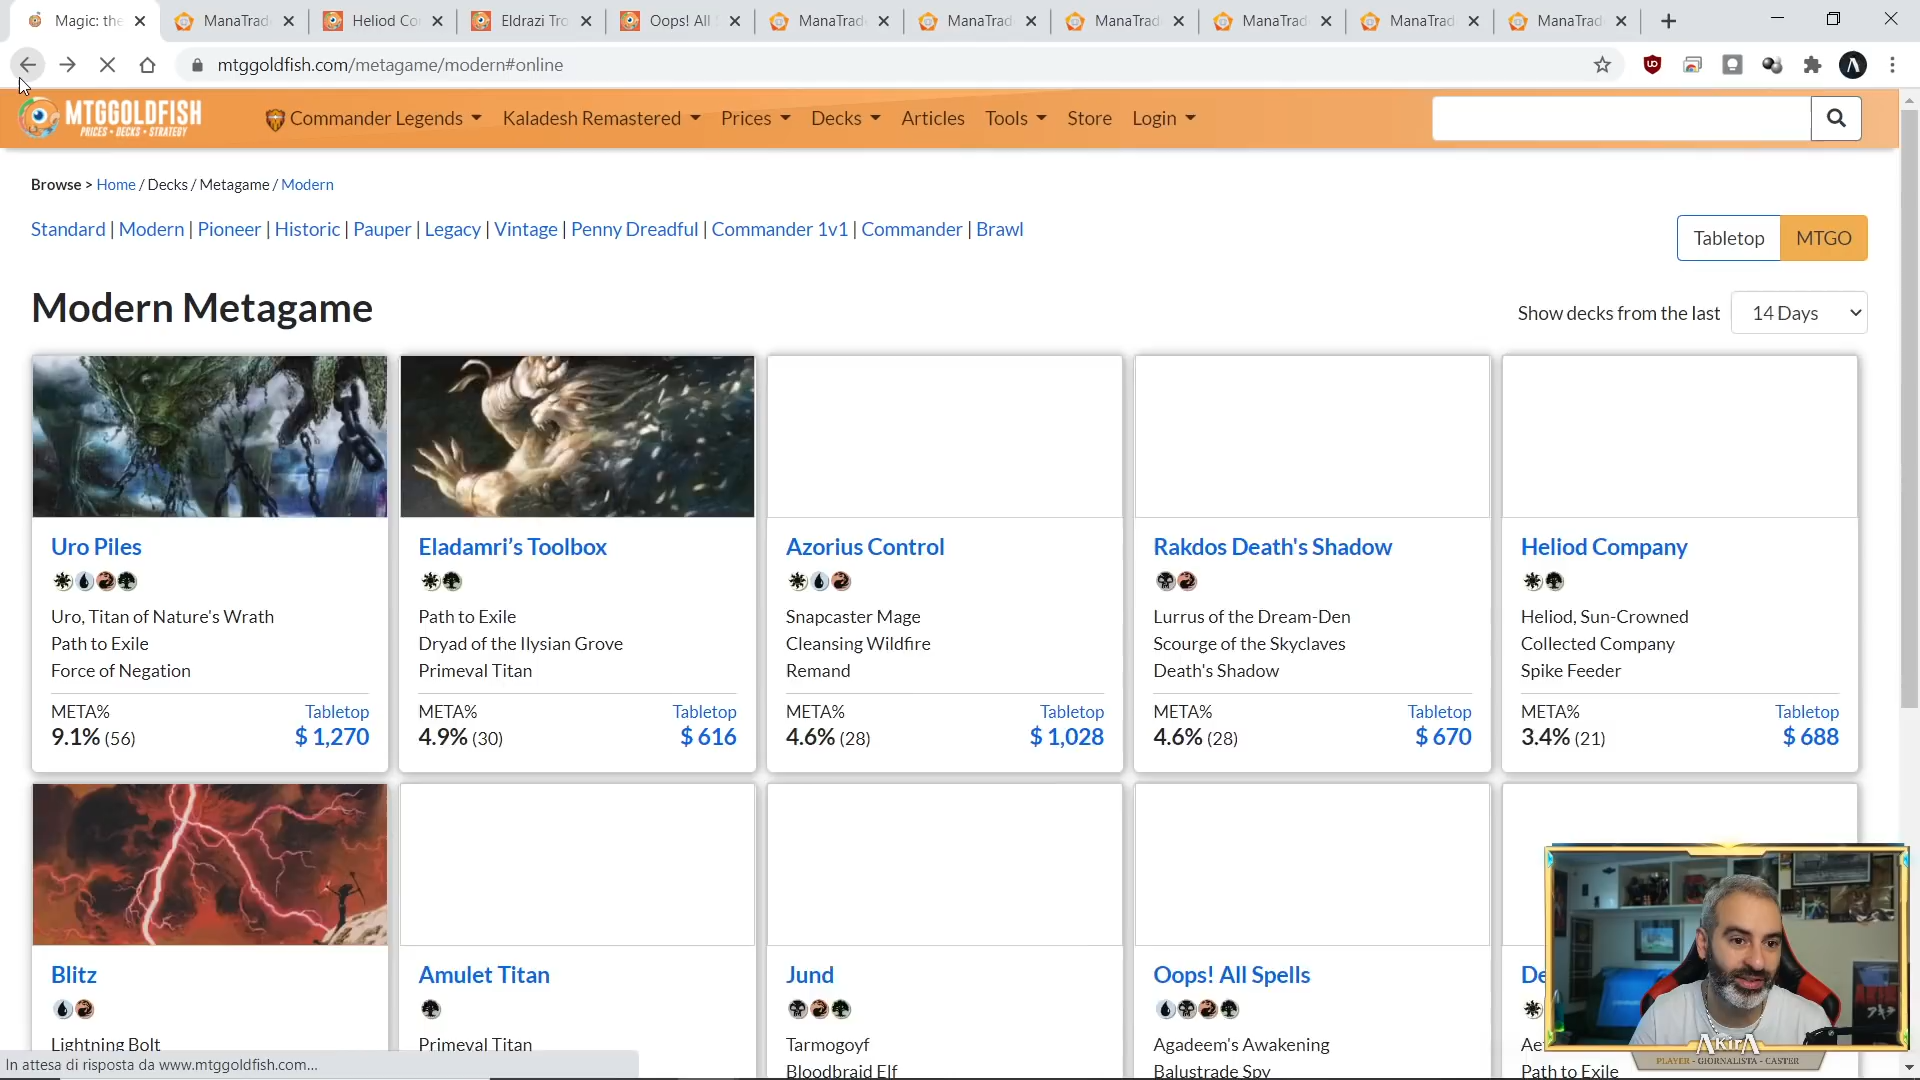 Magic: the
ManaTrad
Heliod Co
Eldrazi Tro
Oops! All
ManaTrad
ManaTrad
ManaTrad
ManaTrad
ManaTrad
ManaTrad
mtggoldfish.com/metagame/modern#online
MTGGOLDFISH
PRICES • DECKS • STRATEGY
Commander Legends
Kaladesh Remastered
Prices
Decks
Articles
Tools
Store
Login
Browse > Home / Decks / Metagame / Modern
Standard | Modern | Pioneer | Historic | Pauper | Legacy | Vintage | Penny Dreadful | Commander 1v1 | Commander | Brawl
Tabletop
MTGO
Modern Metagame
Show decks from the last
14 Days
Uro Piles
Uro, Titan of Nature's Wrath
Path to Exile
Force of Negation
META%
Tabletop
9.1% (56)
$ 1,270
Eladamri’s Toolbox
Path to Exile
Dryad of the Ilysian Grove
Primeval Titan
META%
Tabletop
4.9% (30)
$ 616
Azorius Control
Snapcaster Mage
Cleansing Wildfire
Remand
META%
Tabletop
4.6% (28)
$ 1,028
Rakdos Death's Shadow
Lurrus of the Dream-Den
Scourge of the Skyclaves
Death's Shadow
META%
Tabletop
4.6% (28)
$ 670
Heliod Company
Heliod, Sun-Crowned
Collected Company
Spike Feeder
META%
Tabletop
3.4% (21)
$ 688
Blitz
Lightning Bolt
Amulet Titan
Primeval Titan
Jund
Tarmogoyf
Bloodbraid Elf
Oops! All Spells
Agadeem's Awakening
Balustrade Spy
De
Ae
Path to Exile
AKirA
PLAYER - GIORNALISTA - CASTER
In attesa di risposta da www.mtggoldfish.com...